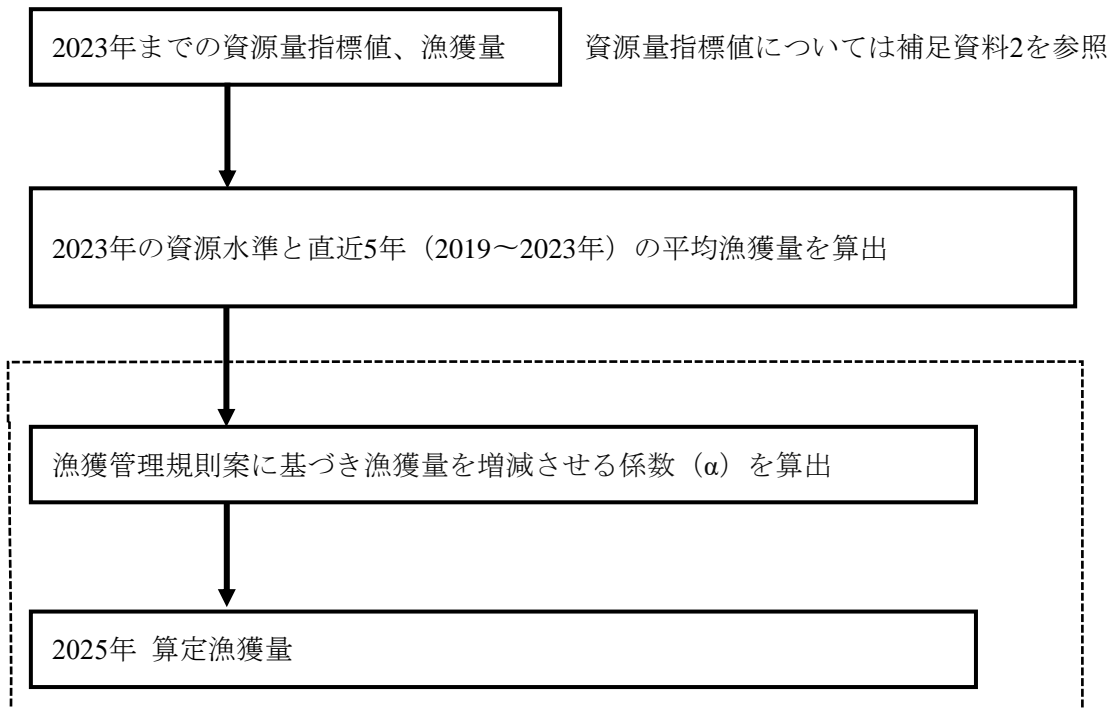 2023年までの資源量指標値、漁獲量
資源量指標値については補足資料2を参照
2023年の資源水準と直近5年（2019～2023年）の平均漁獲量を算出
漁獲管理規則案に基づき漁獲量を増減させる係数（α）を算出
2025年 算定漁獲量